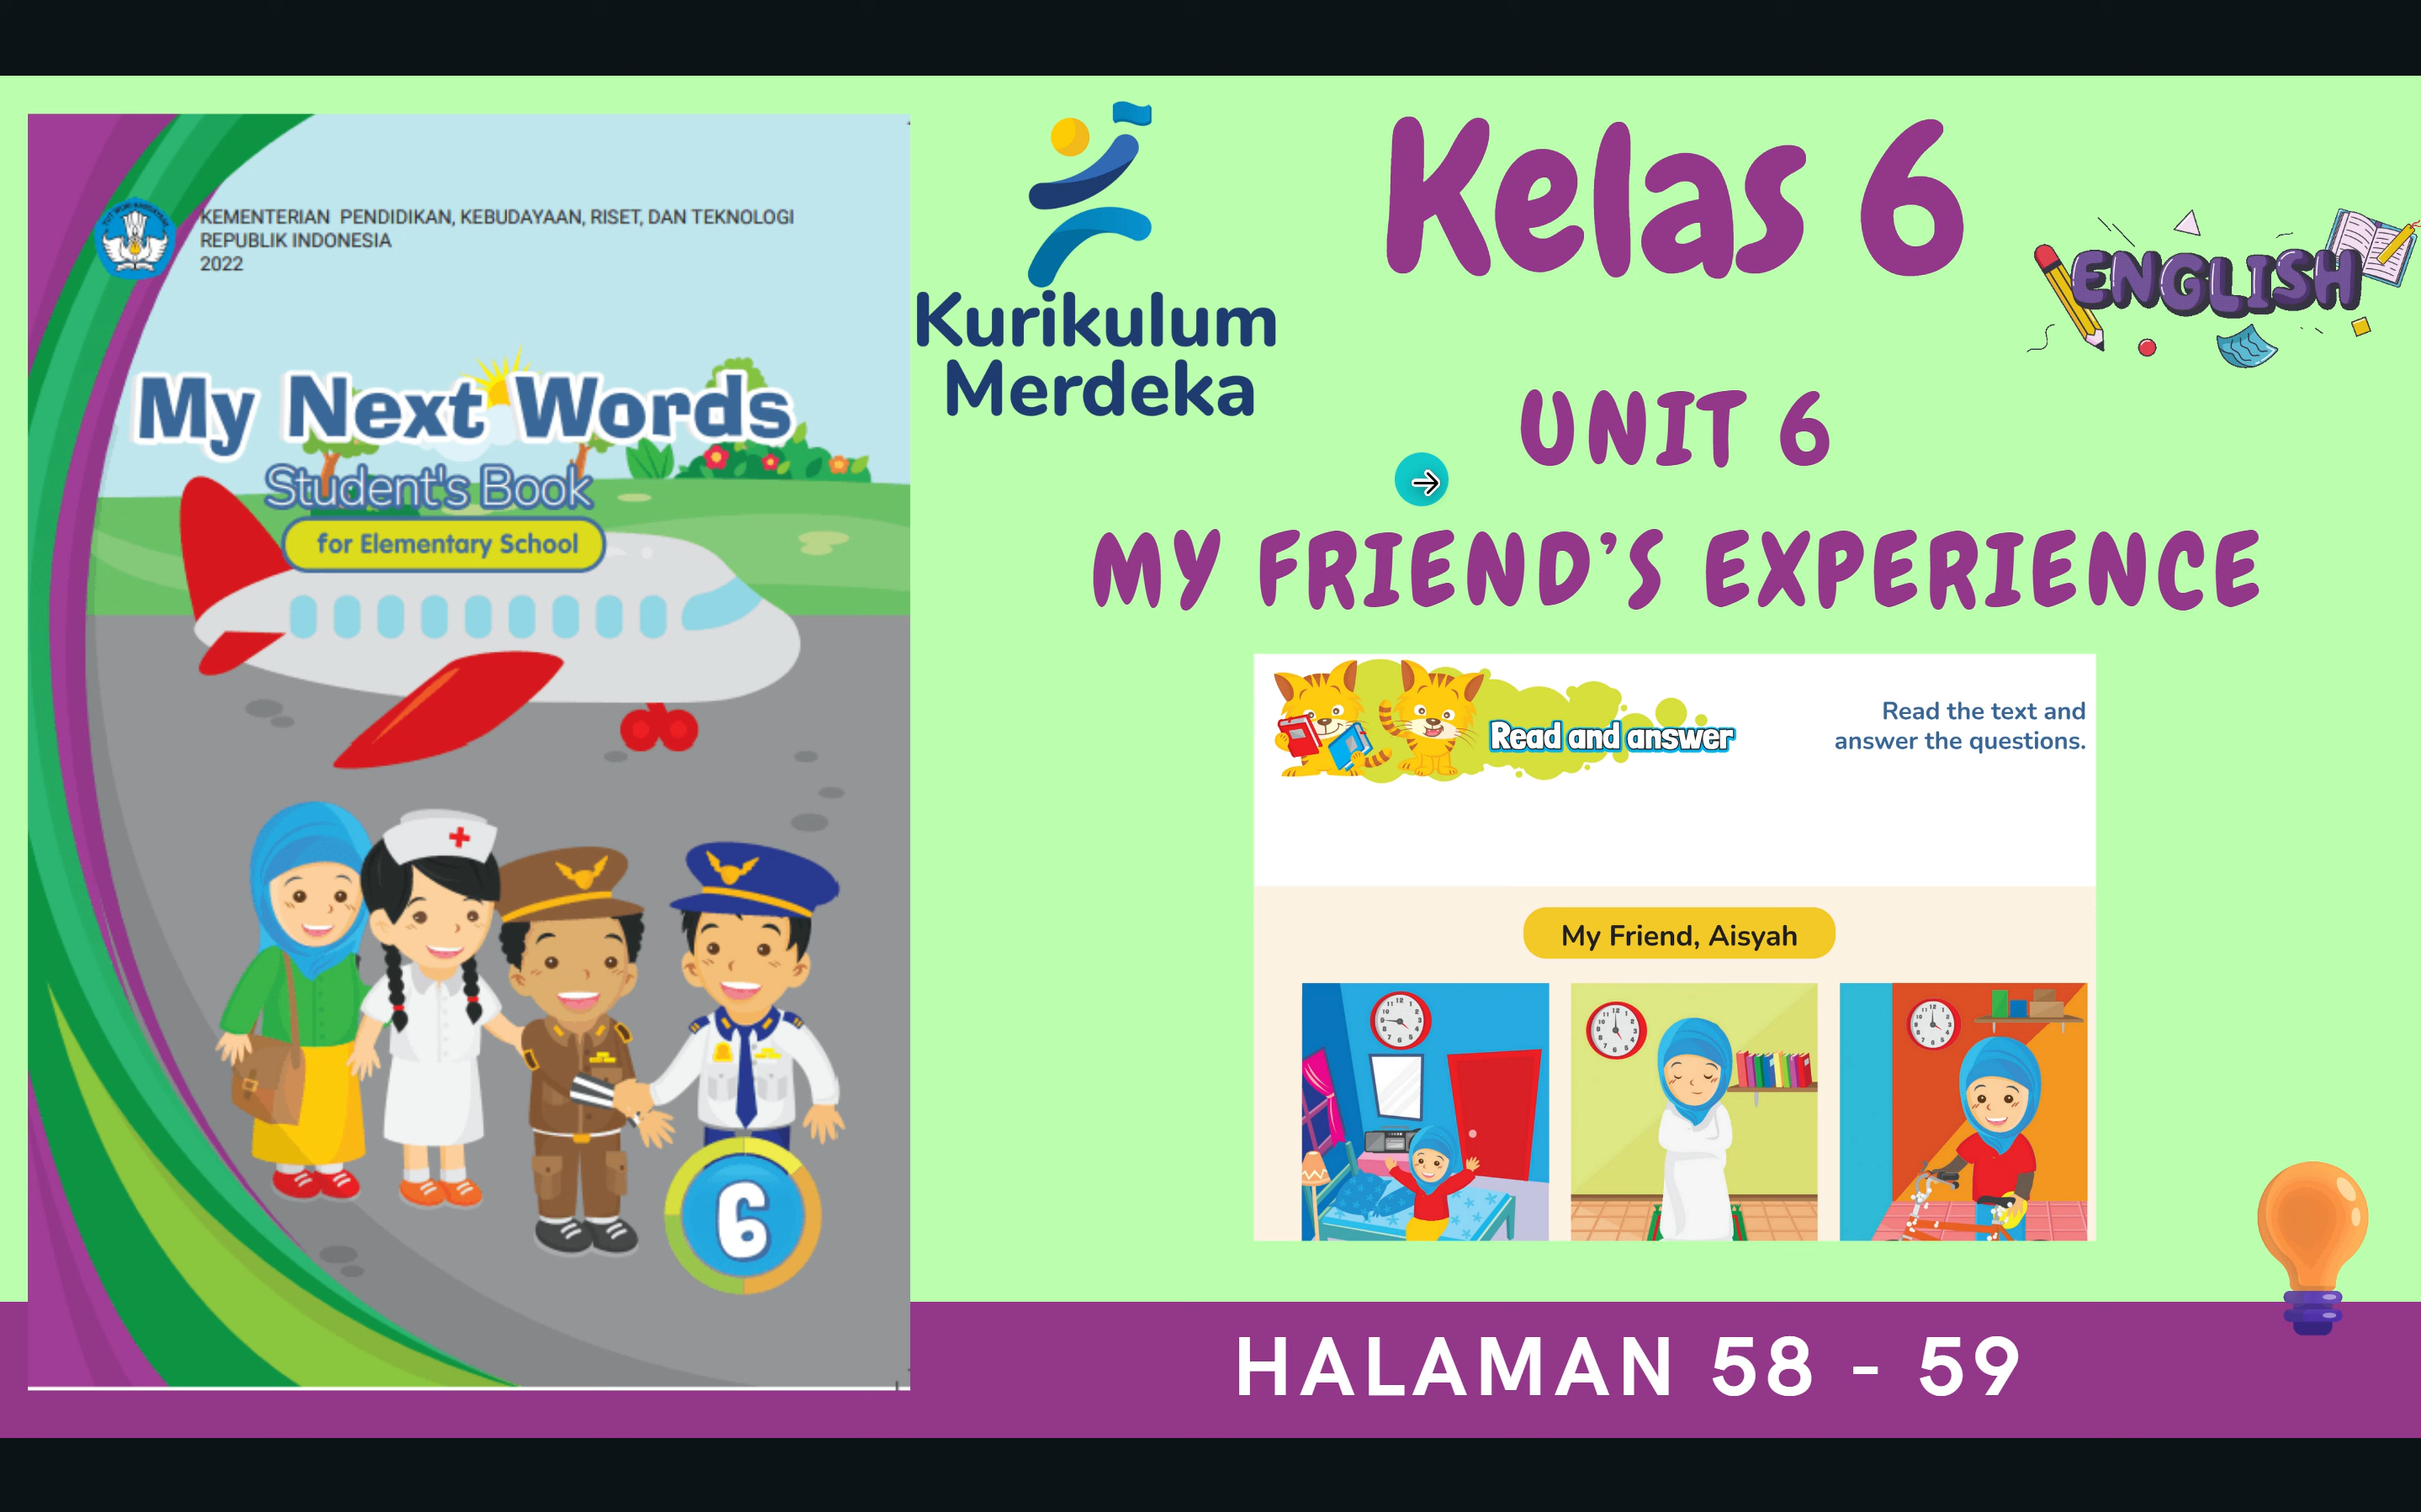 KEMENTERIAN PENDIDIKAN, KEBUDAYAAN, RISET, DAN TEKNOLOGI
REPUBLIK INDONESIA
2022
My Next Words
Student's Book
for Elementary School
6
Kurikulum
Merdeka
Kelas 6
ENGLISH
UNIT 6
MY FRIEND'S EXPERIENCE
Read and answer
Read the text and
answer the questions.
My Friend, Aisyah
HALAMAN 58 - 59